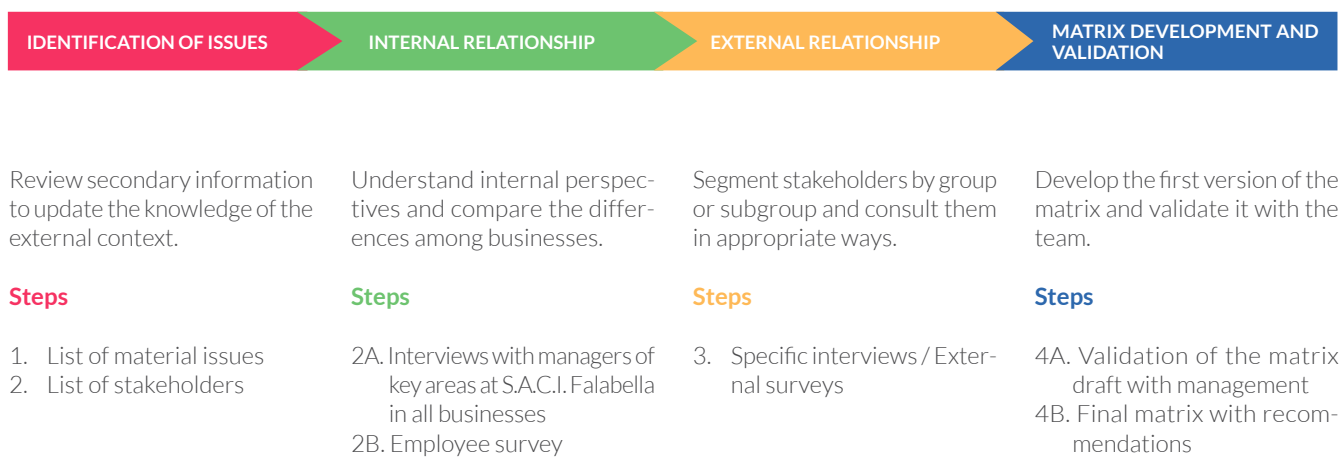 IDENTIFICATION OF ISSUES
INTERNAL RELATIONSHIP
EXTERNAL RELATIONSHIP
MATRIX DEVELOPMENT AND
VALIDATION
Review secondary information
to update the knowledge of the
external context.
Steps
1. List of material issues
2. List of stakeholders
Understand internal perspec-
tives and compare the differ-
ences among businesses.
Steps
2A. Interviews with managers of
key areas at S.A.C.I. Falabella
in all businesses
2B. Employee survey
Segment stakeholders by group
or subgroup and consult them
in appropriate ways.
Steps
3. Specific interviews / Exter-
nal surveys
Develop the first version of the
matrix and validate it with the
team.
Steps
4A. Validation of the matrix
draft with management
4B. Final matrix with recom-
mendations